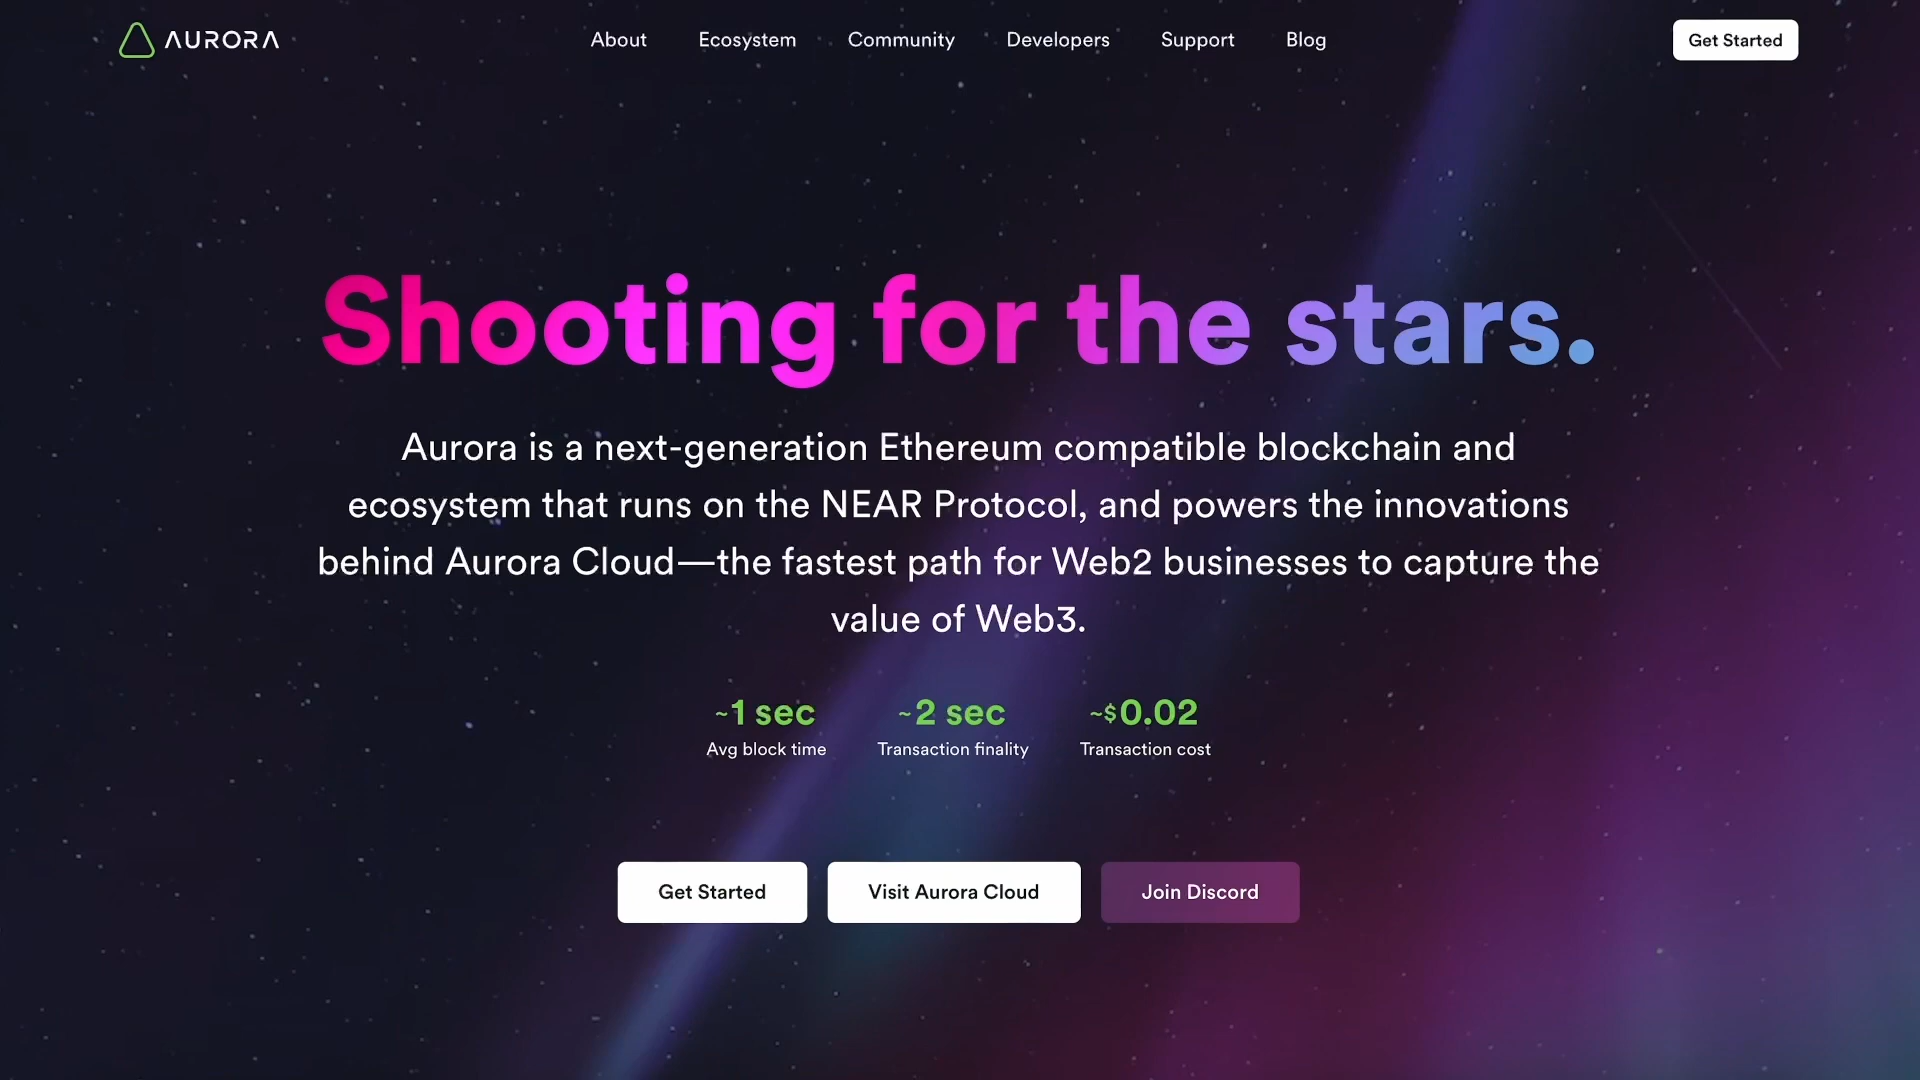 AURORA
About Ecosystem Community Developers Support Blog
Get Started
Shooting for the stars.
Aurora is a next-generation Ethereum compatible blockchain and
ecosystem that runs on the NEAR Protocol, and powers the innovations
behind Aurora Cloud—the fastest path for Web2 businesses to capture the
value of Web3.
~1 sec
Avg block time
~2 sec
Transaction finality
~$0.02
Transaction cost
Get Started
Visit Aurora Cloud
Join Discord